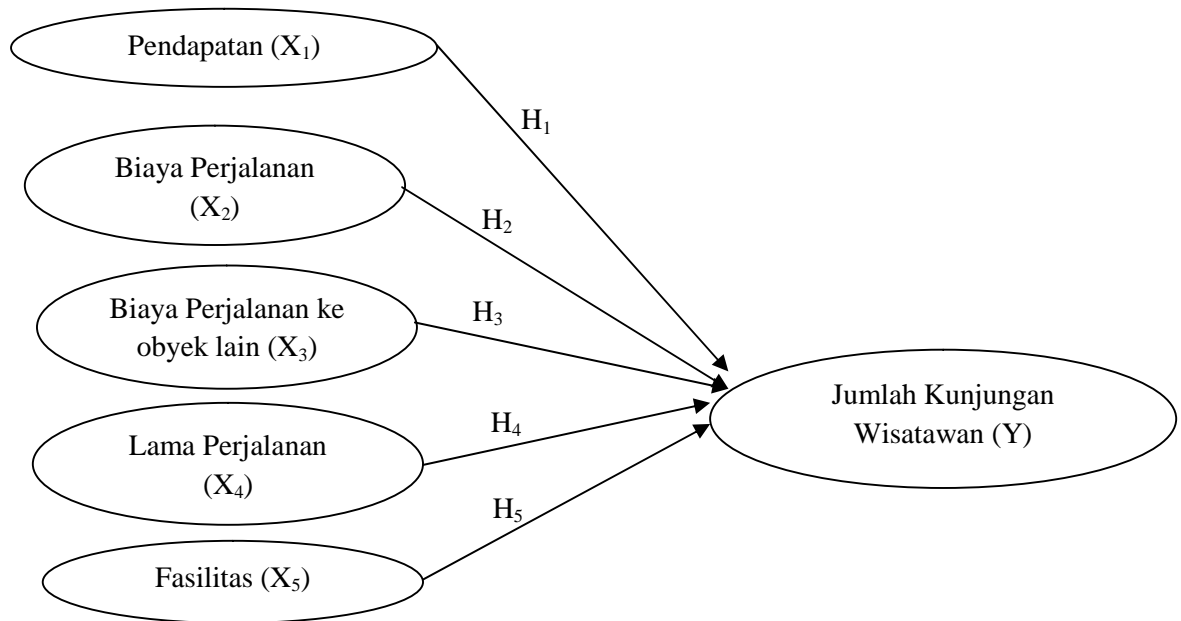 Pendapatan (X₁)
H₁
Biaya Perjalanan
(X₂)
H₂
Biaya Perjalanan ke
obyek lain (X₃)
H₃
Jumlah Kunjungan
Wisatawan (Y)
Lama Perjalanan
(X₄)
H₄
H₅
Fasilitas (X₅)